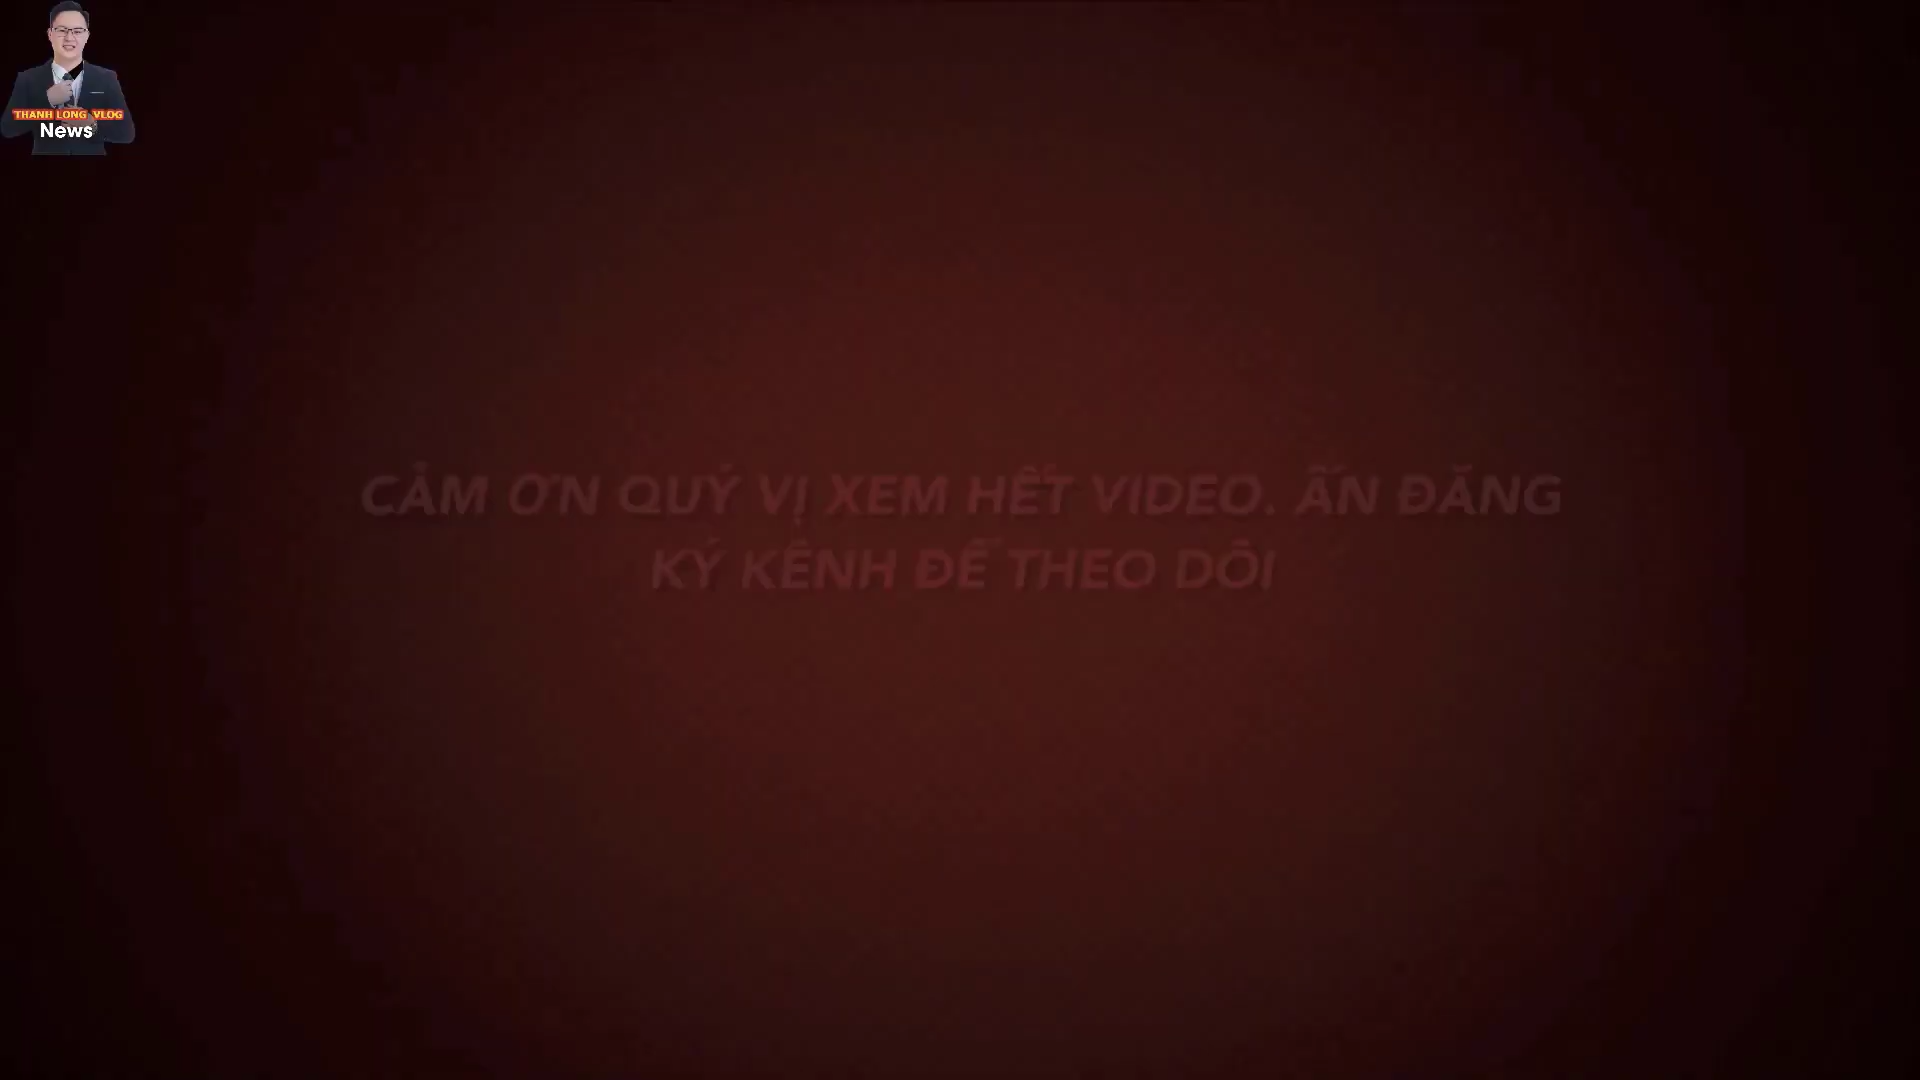 THANH LONG VLOG
News
CẢM ƠN QUÝ VỊ XEM HẾT VIDEO. ẤN ĐĂNG
KÝ KÊNH ĐỂ THEO DÕI